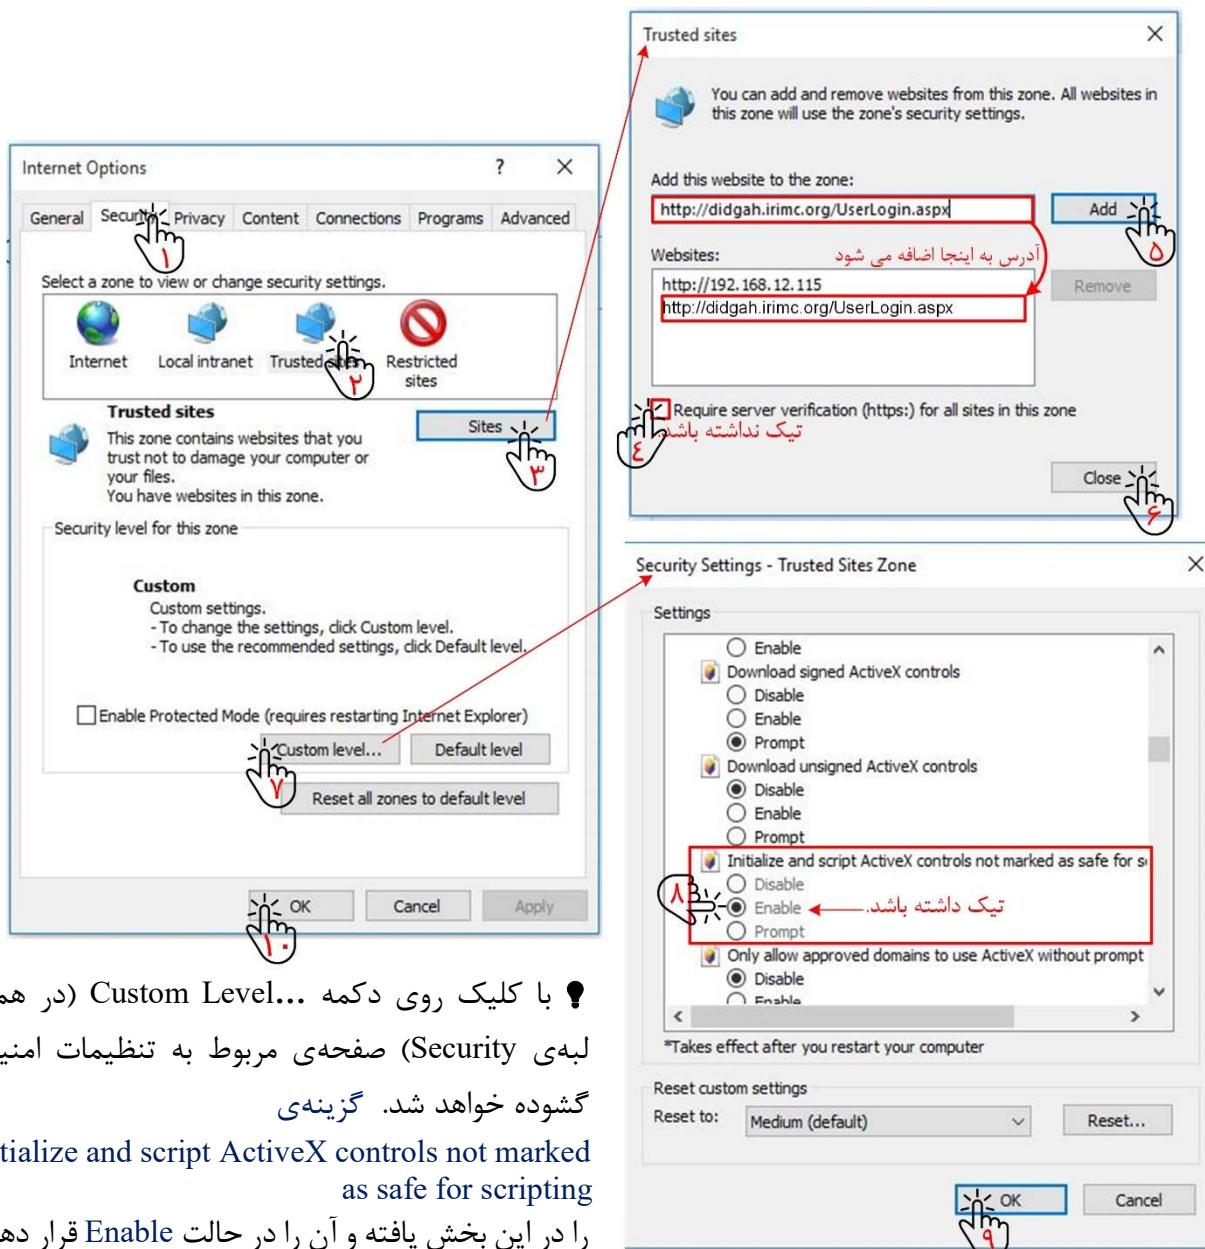 Internet Options
?
General Security Privacy Content Connections Programs Advanced
۱
Select a zone to view or change security settings.
Internet
Local intranet
Trusted sites
Restricted
sites
۲
Trusted sites
This zone contains websites that you
trust not to damage your computer or
your files.
You have websites in this zone.
Sites
۳
Security level for this zone
Custom
Custom settings.
- To change the settings, click Custom level.
- To use the recommended settings, click Default level.
Enable Protected Mode (requires restarting Internet Explorer)
Custom level...
Default level
۷
Reset all zones to default level
OK
Cancel
Apply
۱۰
Trusted sites
You can add and remove websites from this zone. All websites in
this zone will use the zone's security settings.
Add this website to the zone:
http://didgah.irimc.org/UserLogin.aspx
Add
۵
آدرس به اینجا اضافه می شود
Websites:
http://192.168.12.115
http://didgah.irimc.org/UserLogin.aspx
Remove
Require server verification (https:) for all sites in this zone
تیک نداشته باشد.
٤
Close
۶
Security Settings - Trusted Sites Zone
Settings
Enable
Download signed ActiveX controls
Disable
Enable
Prompt
Download unsigned ActiveX controls
Disable
Enable
Prompt
Initialize and script ActiveX controls not marked as safe for s
Disable
Enable
تیک داشته باشد.
۸
Prompt
Only allow approved domains to use ActiveX without prompt
Disable
Enable
*Takes effect after you restart your computer
Reset custom settings
Reset to:
Medium (default)
Reset...
OK
Cancel
۹
با کلیک روی دکمه Custom Level... (در هم
لبه‌ی Security) صفحه‌ی مربوط به تنظیمات امنی
گشوده خواهد شد. گزینه‌ی
tialize and script ActiveX controls not marked
as safe for scripting
را در این بخش یافته و آن را در حالت Enable قرار ده